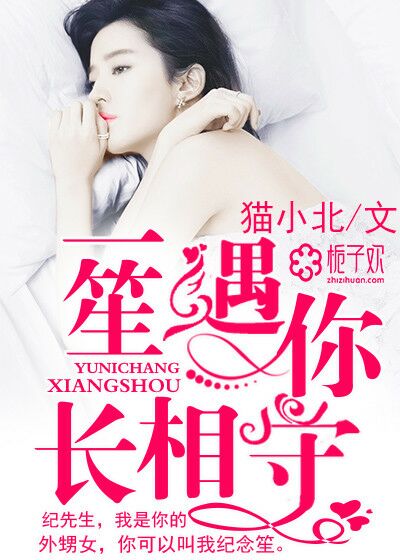 猫小北/文
栀子欢
zhizihuan.com
一笙遇你
YUNICHANG
XIANGSHOU
长相守
纪先生，我是你的
外甥女，你可以叫我纪念笙。